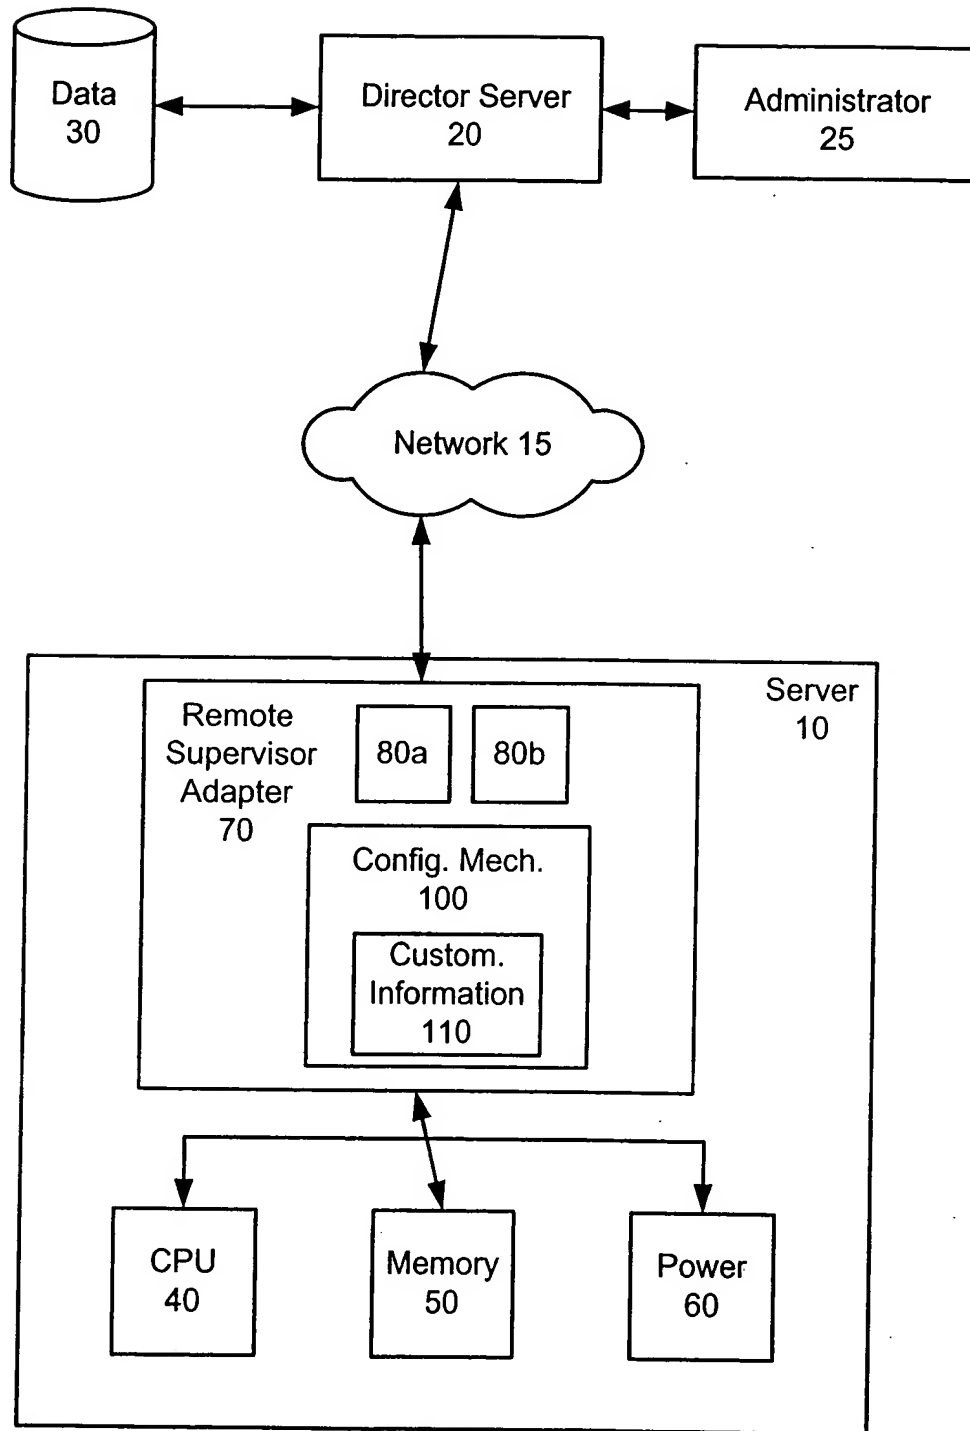 Data
30
Director Server
20
Administrator
25
Network 15
Server
10
Remote
Supervisor
Adapter
70
80a
80b
Config. Mech.
100
Custom.
Information
110
CPU
40
Memory
50
Power
60